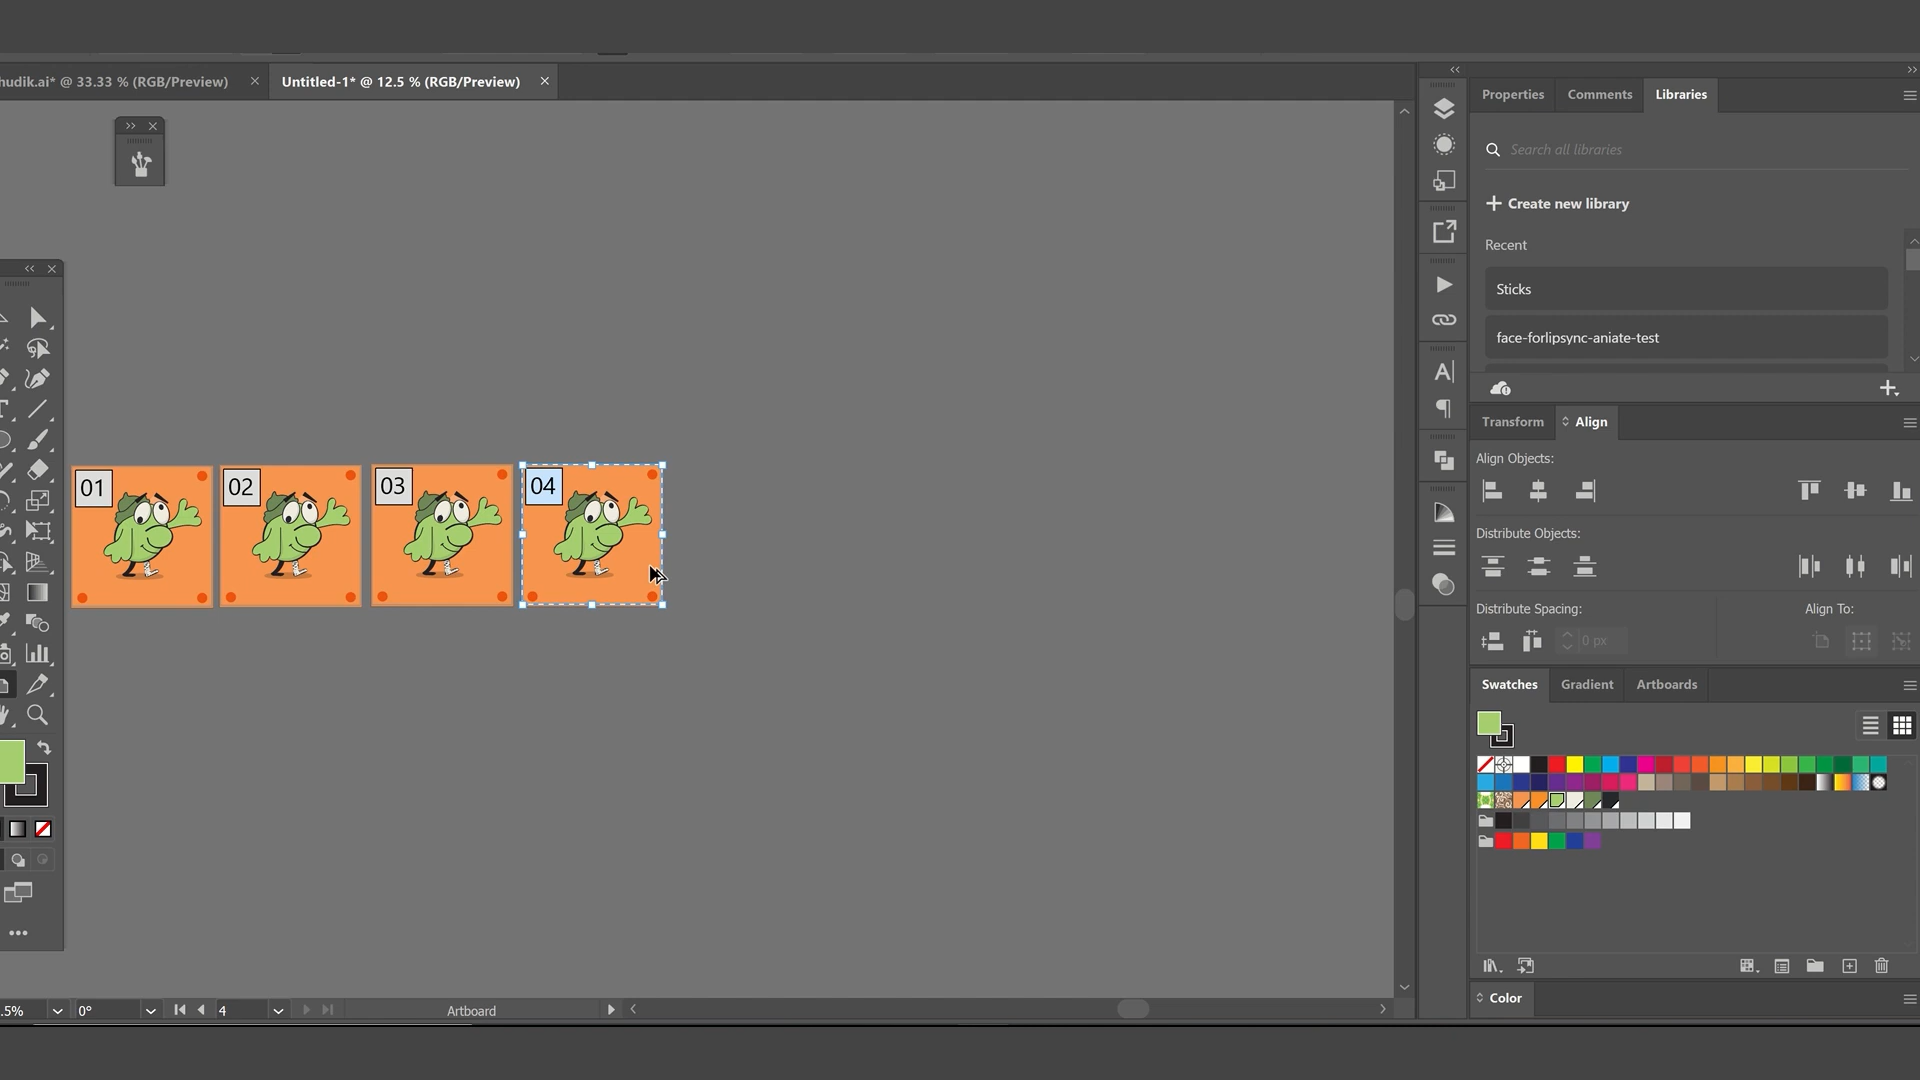 hudik.ai* @ 33.33 % (RGB/Preview)
Untitled-1* @ 12.5 % (RGB/Preview)
Properties
Comments
Libraries
Search all libraries
Create new library
Recent
Sticks
face-forlipsync-aniate-test
Transform
Align
Align Objects:
Distribute Objects:
Distribute Spacing:
Align To:
0 px
Swatches
Gradient
Artboards
Color
01
02
03
04
.5%
0°
4
Artboard